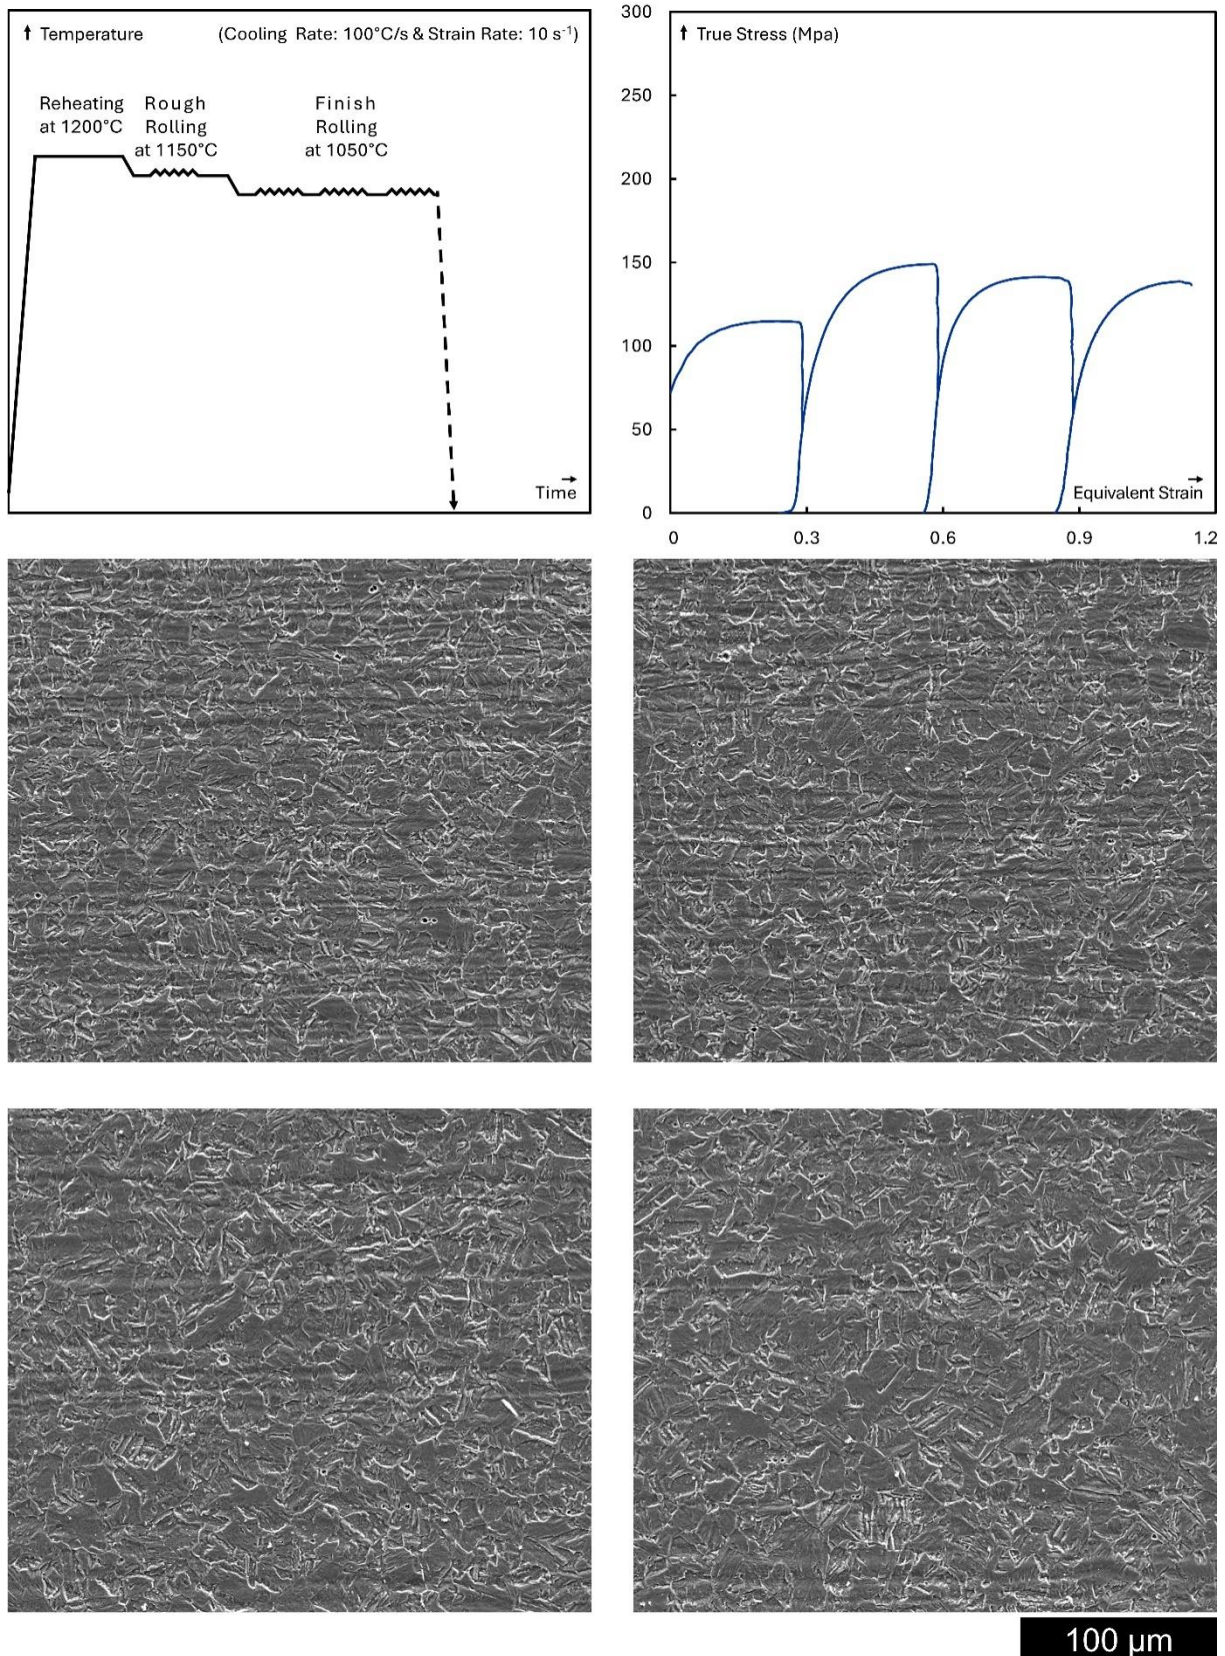 ↑ Temperature (Cooling Rate: 100°C/s & Strain Rate: 10 s⁻¹)
Reheating
at 1200°C
Rough
Rolling
at 1150°C
Finish
Rolling
at 1050°C
Time →
↑ True Stress (Mpa)
300
250
200
150
100
50
0
Equivalent Strain →
0 0.3 0.6 0.9 1.2
100 µm